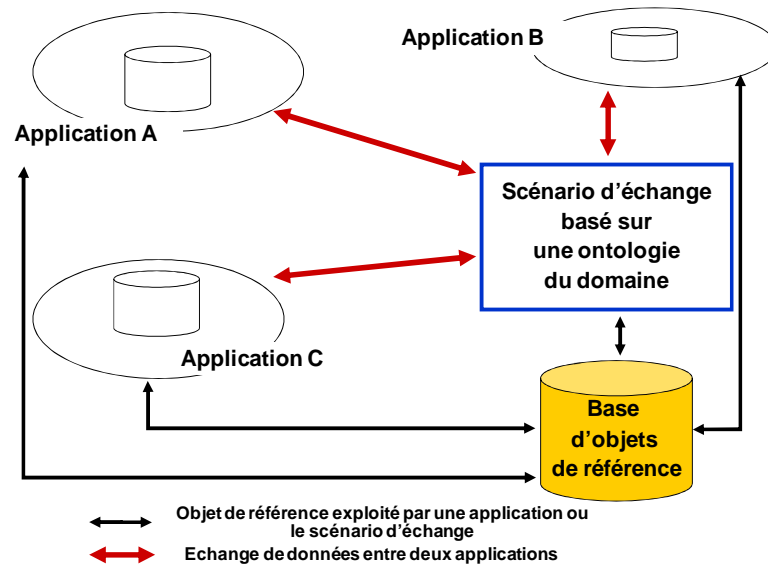 Application B
Application A
Scénario d'échange
basé sur
une ontologie
du domaine
Application C
Base
d'objets
de référence
Objet de référence exploité par une application ou
le scénario d'échange
Echange de données entre deux applications